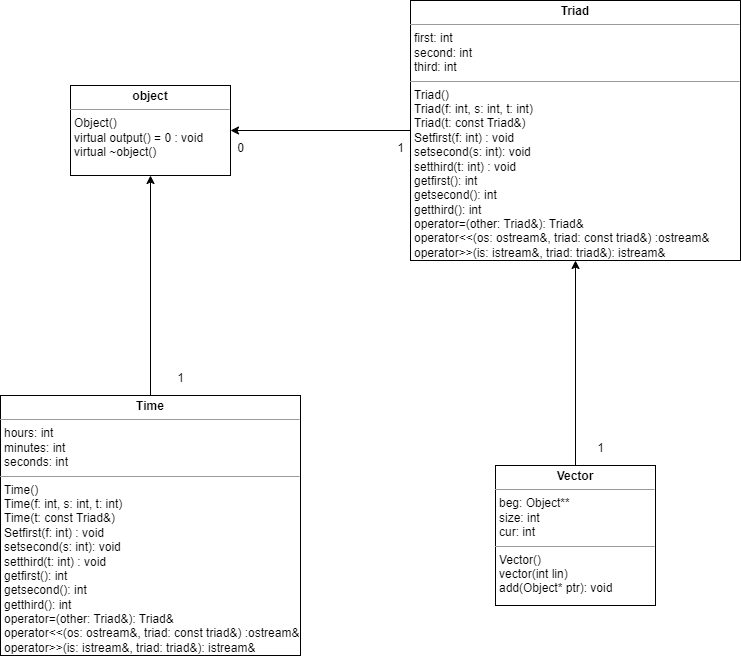 Triad
first: int
second: int
third: int
Triad()
Triad(f: int, s: int, t: int)
Triad(t: const Triad&)
Setfirst(f: int) : void
setsecond(s: int): void
setthird(t: int) : void
getfirst(): int
getsecond(): int
getthird(): int
operator=(other: Triad&): Triad&
operator<<(os: ostream&, triad: const triad&) :ostream&
operator>>(is: istream&, triad: triad&): istream&
object
Object()
virtual output() = 0 : void
virtual ~object()
0
1
1
Time
hours: int
minutes: int
seconds: int
Time()
Time(f: int, s: int, t: int)
Time(t: const Triad&)
Setfirst(f: int) : void
setsecond(s: int): void
setthird(t: int) : void
getfirst(): int
getsecond(): int
getthird(): int
operator=(other: Triad&): Triad&
operator<<(os: ostream&, triad: const triad&) :ostream&
operator>>(is: istream&, triad: triad&): istream&
1
Vector
beg: Object**
size: int
cur: int
Vector()
vector(int lin)
add(Object* ptr): void